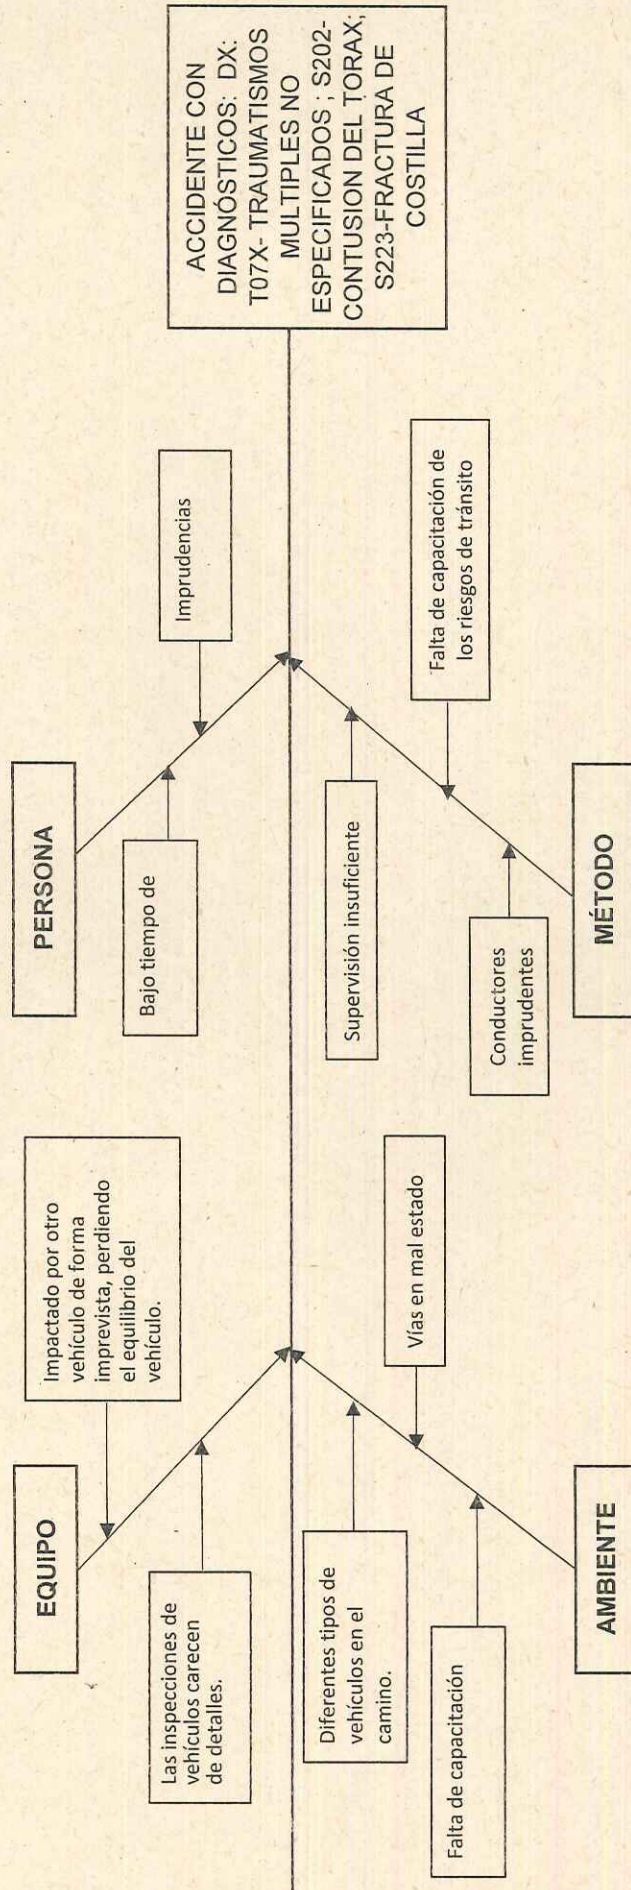 EQUIPO
Impactado por otro
vehículo de forma
imprevista, perdiendo
el equilibrio del
vehículo.
Las inspecciones de
vehículos carecen
de detalles.
PERSONA
Bajo tiempo de
Imprudencias
ACCIDENTE CON
DIAGNÓSTICOS: DX:
T07X- TRAUMATISMOS
MULTIPLES NO
ESPECIFICADOS ; S202-
CONTUSION DEL TORAX;
S223-FRACTURA DE
COSTILLA
Diferentes tipos de
vehículos en el
camino.
Vías en mal estado
Falta de capacitación
AMBIENTE
Supervisión insuficiente
Falta de capacitación de
los riesgos de tránsito
Conductores
imprudentes
MÉTODO